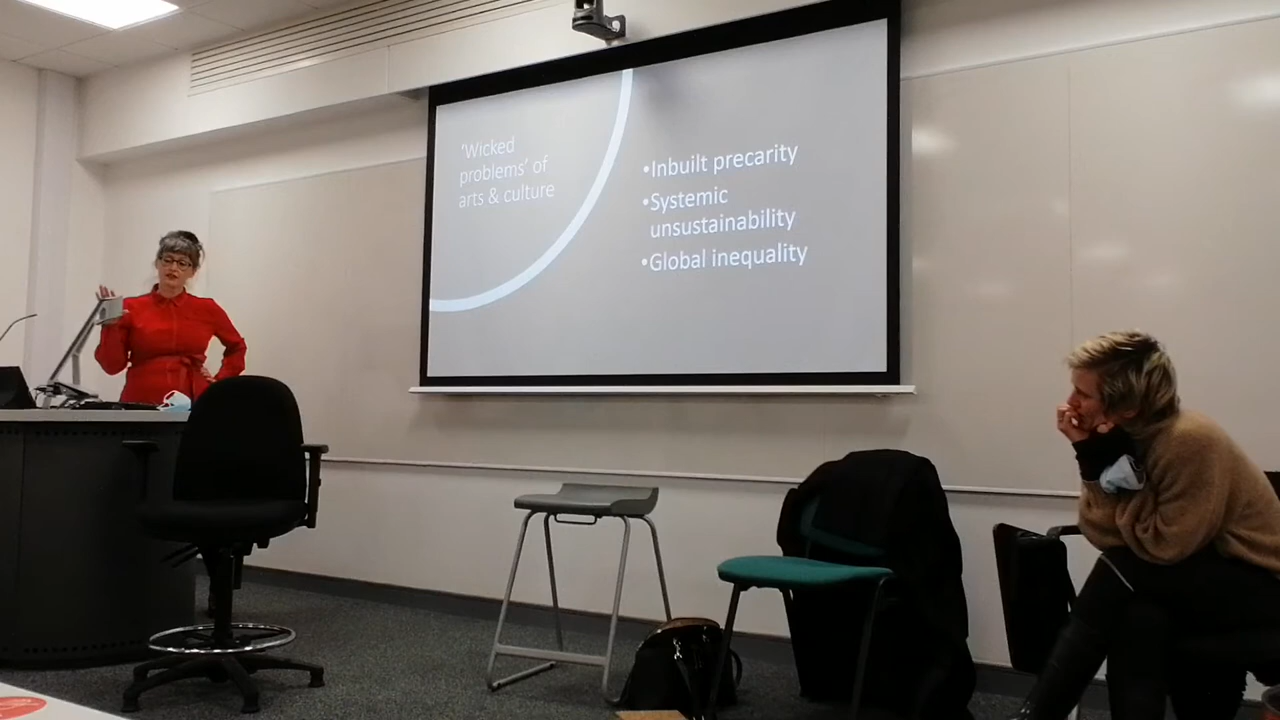 'Wicked
problems' of
arts & culture
•Inbuilt precarity
•Systemic
unsustainability
•Global inequality